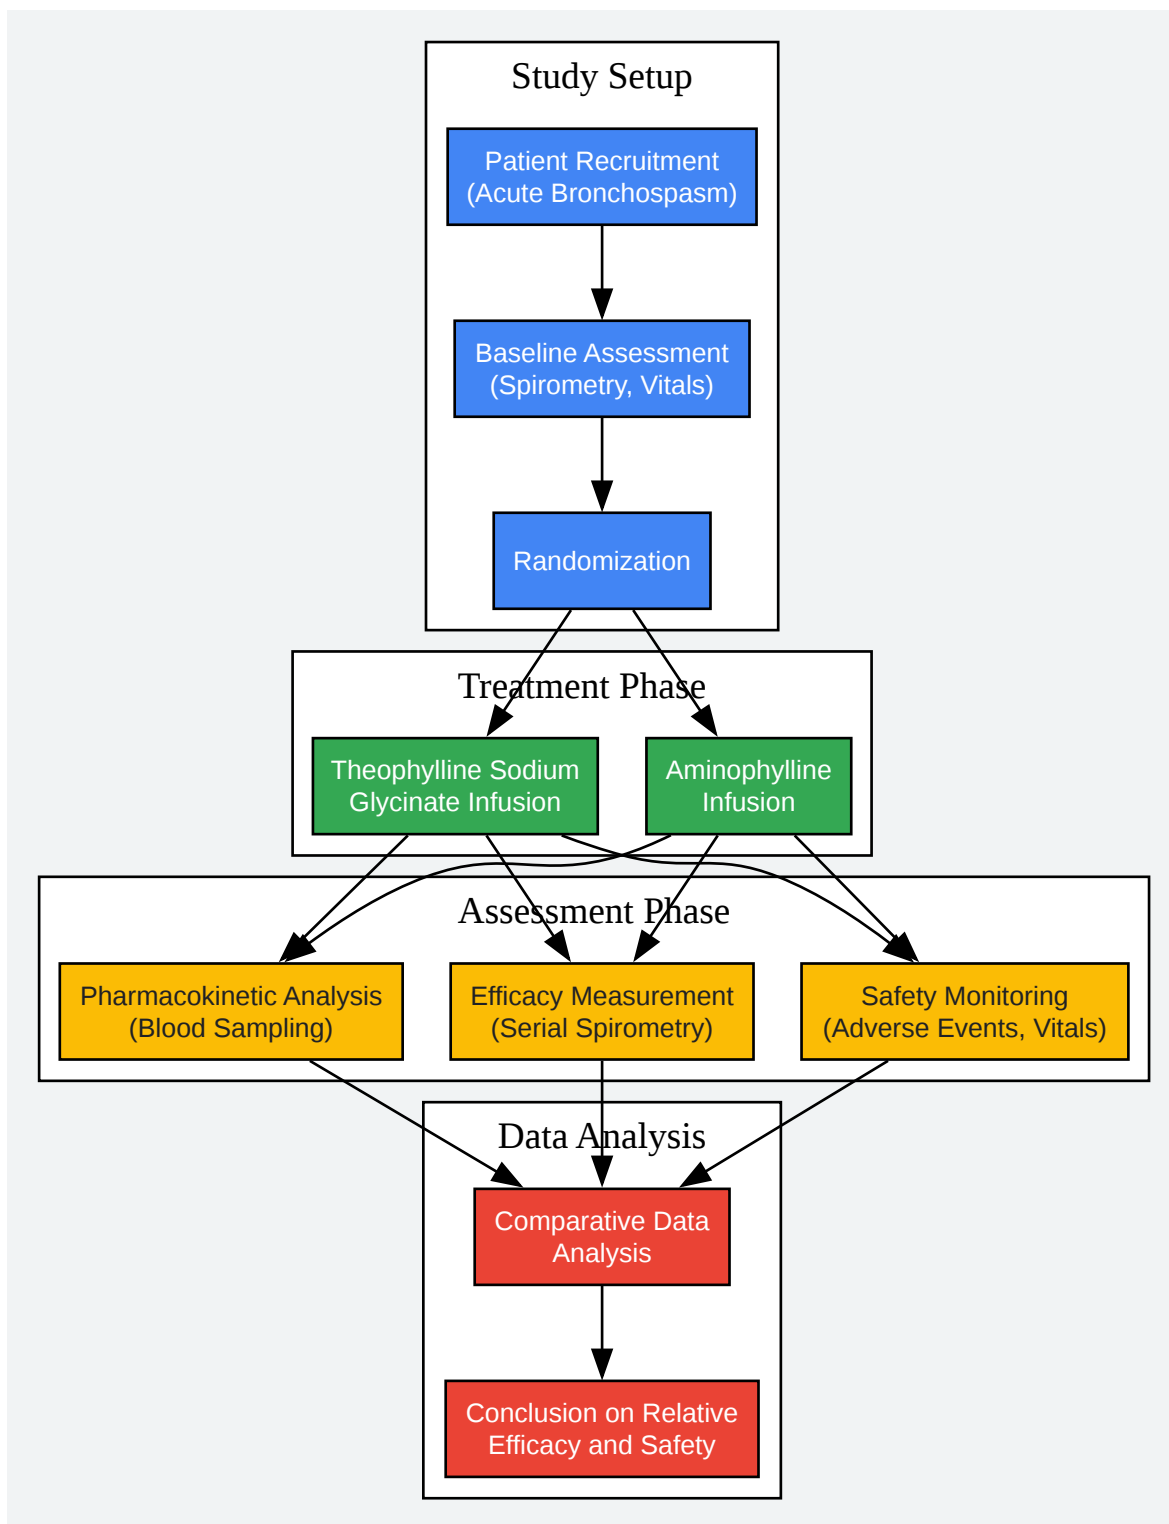 Study Setup
Patient Recruitment
(Acute Bronchospasm)
Baseline Assessment
(Spirometry, Vitals)
Randomization
Treatment Phase
Theophylline Sodium
Glycinate Infusion
Aminophylline
Infusion
Assessment Phase
Pharmacokinetic Analysis
(Blood Sampling)
Efficacy Measurement
(Serial Spirometry)
Safety Monitoring
(Adverse Events, Vitals)
Data Analysis
Comparative Data
Analysis
Conclusion on Relative
Efficacy and Safety